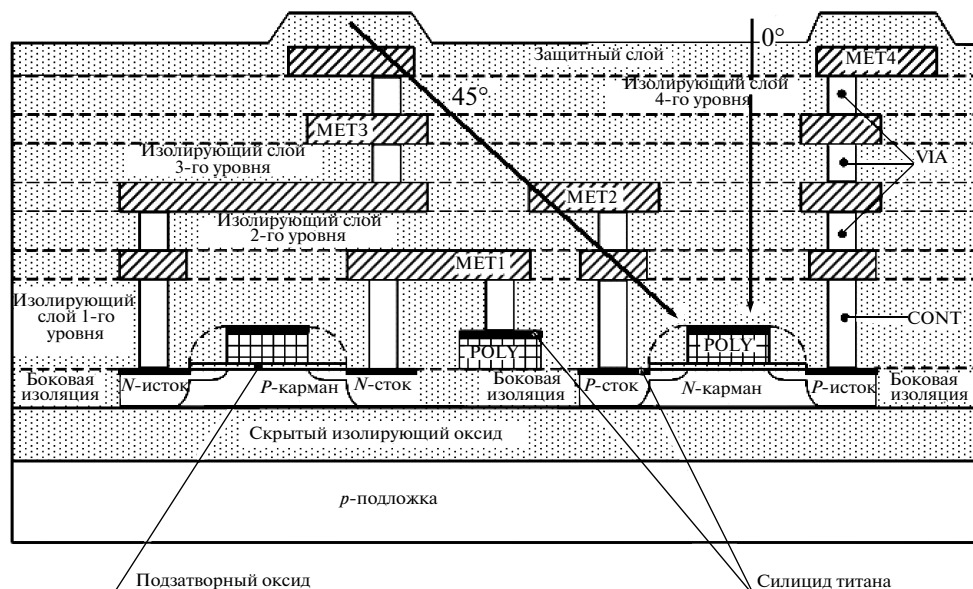 0°
Защитный слой
MET4
Изолирующий слой
4-го уровня
45°
MET3
VIA
Изолирующий слой
3-го уровня
MET2
Изолирующий слой
2-го уровня
MET1
Изолирующий
слой 1-го
уровня
CONT
POLY
POLY
Боковая
изоляция
N-исток
P-карман
N-сток
Боковая
изоляция
P-сток
N-карман
P-исток
Боковая
изоляция
Скрытый изолирующий оксид
p-подложка
Подзатворный оксид
Силицид титана